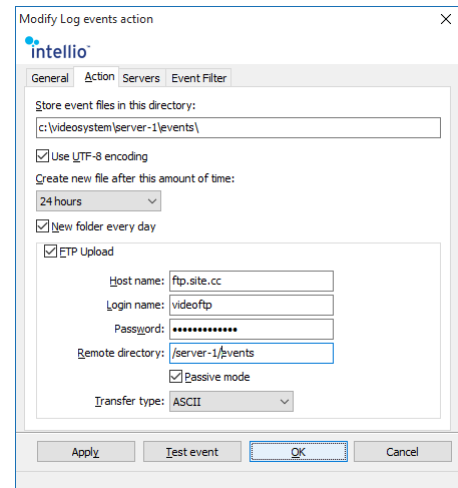 Modify Log events action
intellio
General Action Servers Event Filter
Store event files in this directory:
c:\videosystem\server-1\events\
Use UTF-8 encoding
Create new file after this amount of time:
24 hours
New folder every day
FTP Upload
Host name: ftp.site.cc
Login name: videoftp
Password: •••••••••••••
Remote directory: /server-1/events
Passive mode
Transfer type: ASCII
Apply Test event OK Cancel